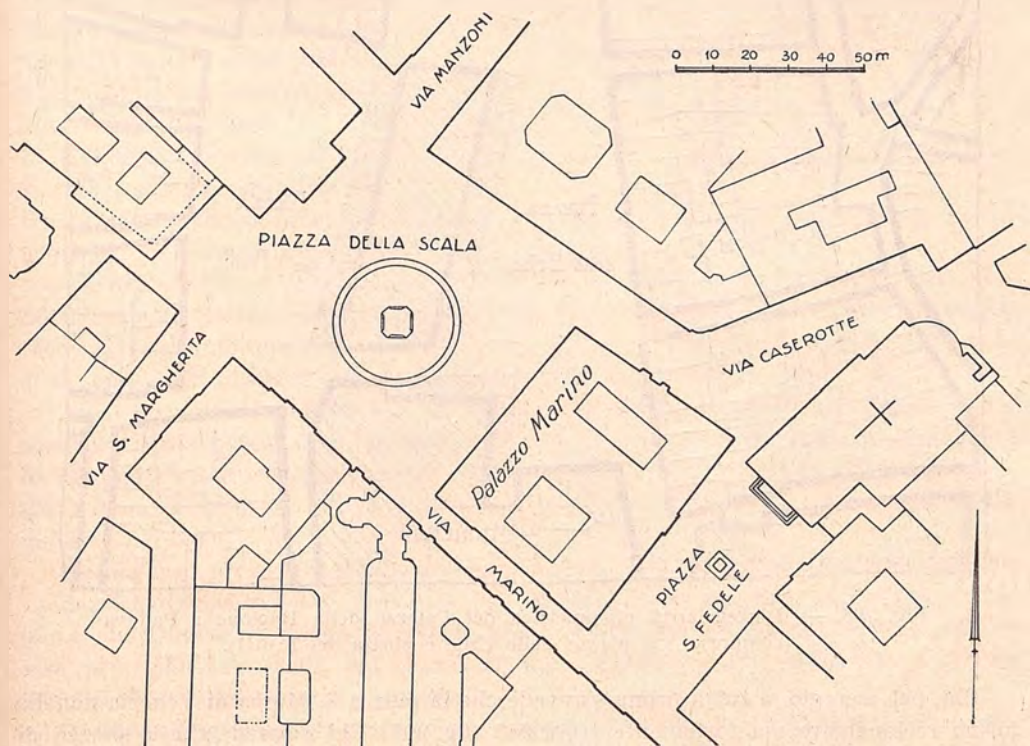 VIA MANZONI
0 10 20 30 40 50 m
PIAZZA DELLA SCALA
VIA S. MARGHERITA
VIA CASEROTTE
Palazzo Marino
VIA MARINO
PIAZZA
S. FEDELE